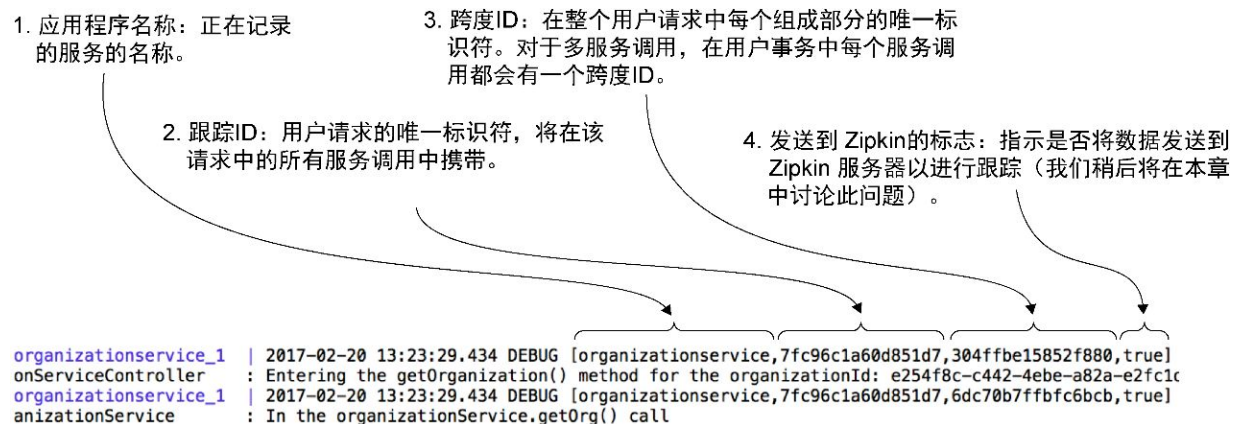 1. 应用程序名称：正在记录
的服务的名称。
2. 跟踪ID：用户请求的唯一标识符，将在该
请求中的所有服务调用中携带。
3. 跨度ID：在整个用户请求中每个组成部分的唯一标
识符。对于多服务调用，在用户事务中每个服务调
用都会有一个跨度ID。
4. 发送到 Zipkin的标志：指示是否将数据发送到
Zipkin 服务器以进行跟踪（我们稍后将在本章
中讨论此问题）。
organizationservice_1 | 2017-02-20 13:23:29.434 DEBUG [organizationservice,7fc96c1a60d851d7,304ffbe15852f880,true]
onServiceController : Entering the getOrganization() method for the organizationId: e254f8c-c442-4ebe-a82a-e2fc1c
organizationservice_1 | 2017-02-20 13:23:29.434 DEBUG [organizationservice,7fc96c1a60d851d7,6dc70b7ffbfc6bcb,true]
anizationService : In the organizationService.getOrg() call